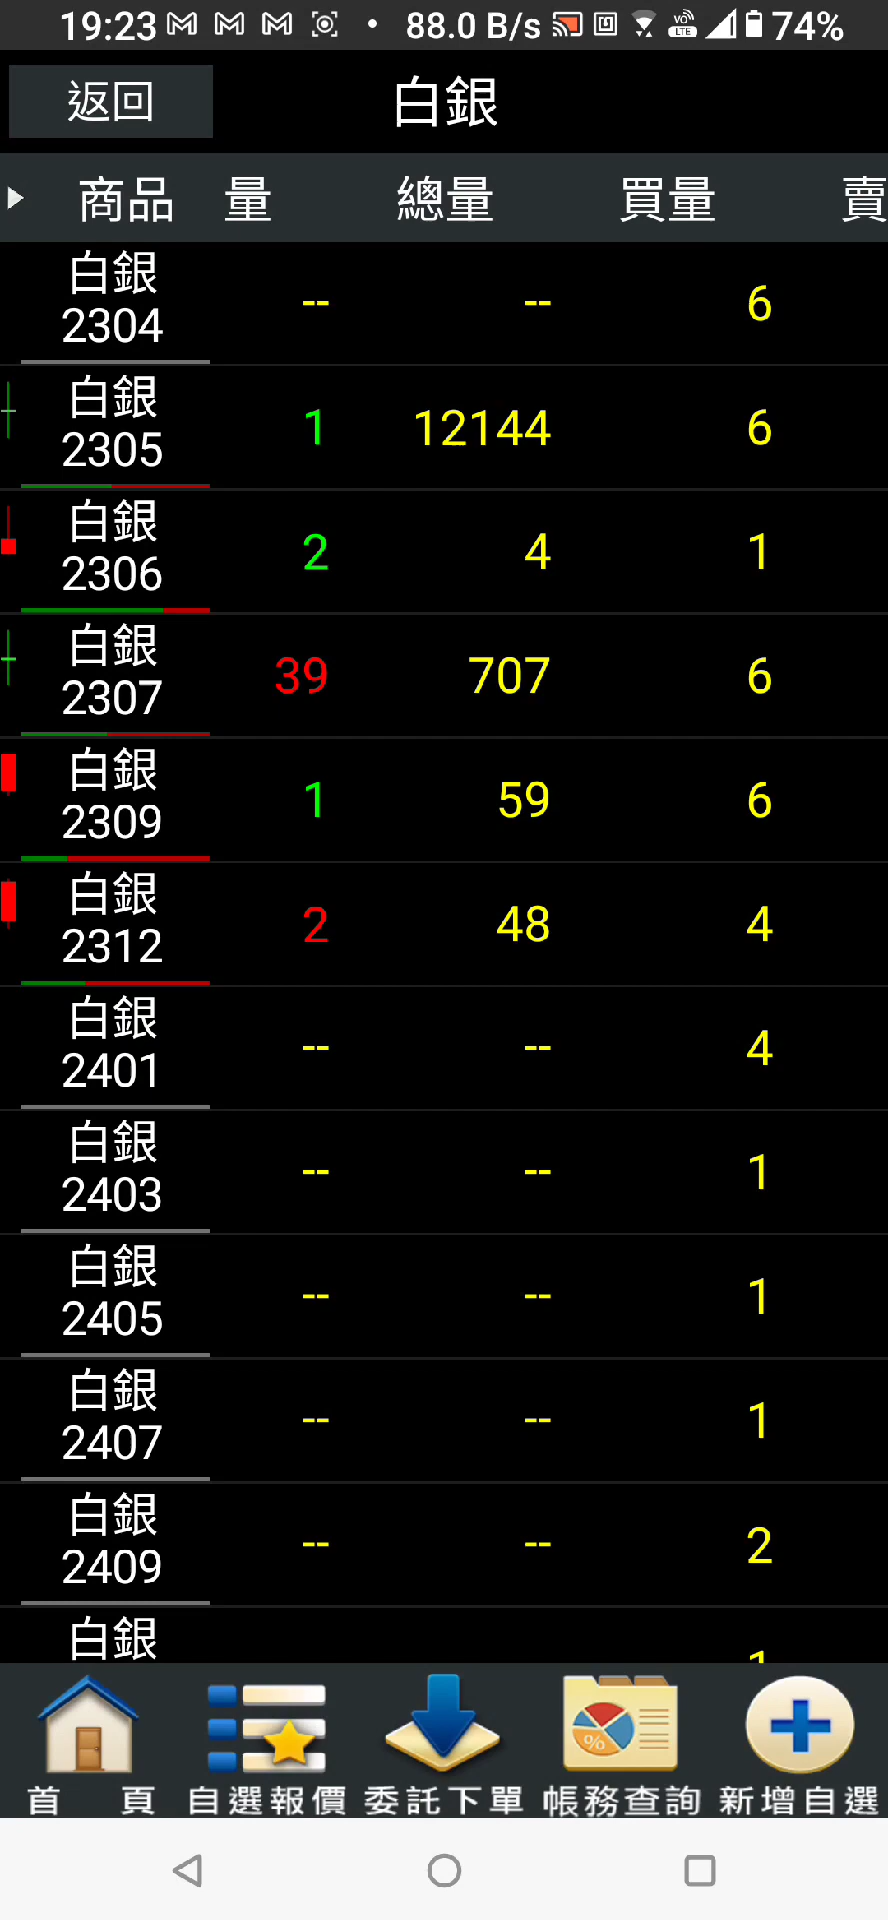 19:23 88.0 B/s VO LTE 74%
返回 白銀
商品 量 總量 買量 賣
白銀
2304 -- -- 6
白銀
2305 1 12144 6
白銀
2306 2 4 1
白銀
2307 39 707 6
白銀
2309 1 59 6
白銀
2312 2 48 4
白銀
2401 -- -- 4
白銀
2403 -- -- 1
白銀
2405 -- -- 1
白銀
2407 -- -- 1
白銀
2409 -- -- 2
白銀
1
%
首頁 自選報價 委託下單 帳務查詢 新增自選